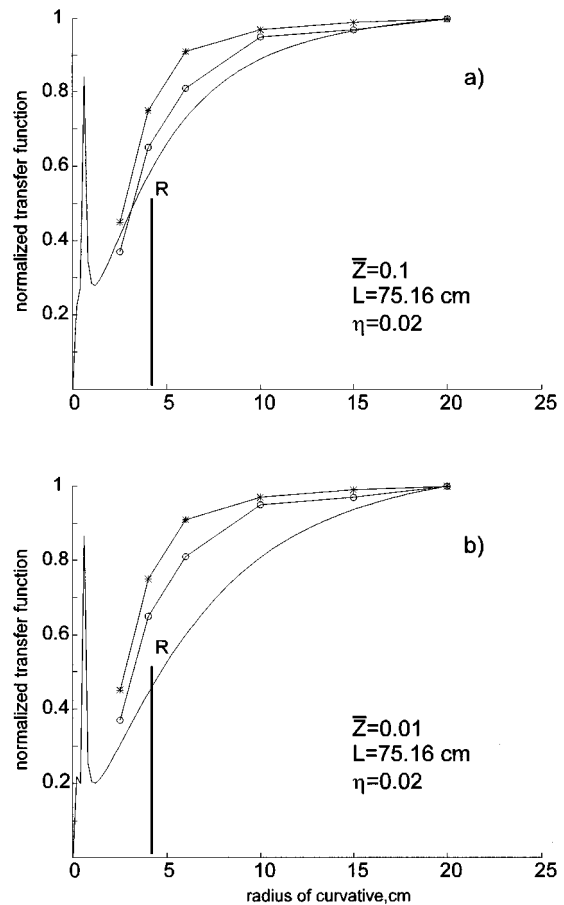 1
0.8
0.6
0.4
0.2
0
5
10
15
20
25
normalized transfer function
a)
R
Z̅=0.1
L=75.16 cm
η=0.02
1
0.8
0.6
0.4
0.2
0
5
10
15
20
25
normalized transfer function
b)
R
Z̅=0.01
L=75.16 cm
η=0.02
radius of curvative,cm